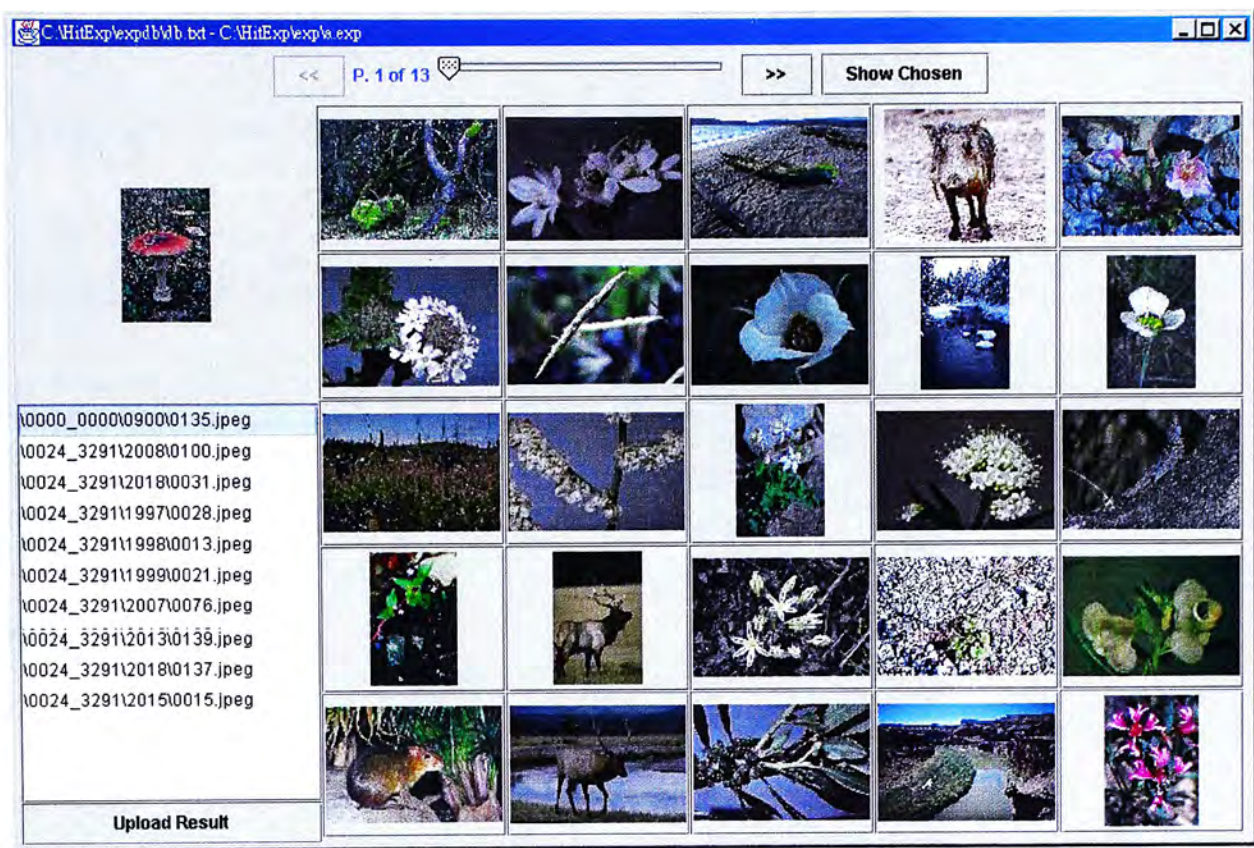 C:\HitExp\expdb\db.txt - C:\HitExp\exp\a.exp
<< P. 1 of 13 >> Show Chosen
\0000_0000\0900\0135.jpeg
\0024_3291\2008\0100.jpeg
\0024_3291\2018\0031.jpeg
\0024_3291\1997\0028.jpeg
\0024_3291\1998\0013.jpeg
\0024_3291\1999\0021.jpeg
\0024_3291\2007\0076.jpeg
\0024_3291\2013\0139.jpeg
\0024_3291\2018\0137.jpeg
\0024_3291\2015\0015.jpeg
Upload Result